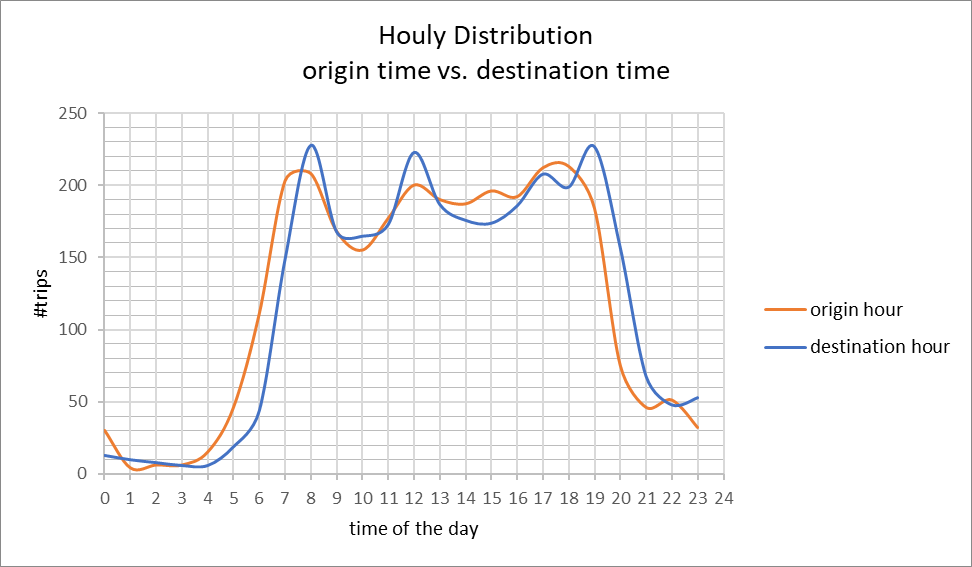 Houly Distribution
origin time vs. destination time
250
200
150
100
50
0
#trips
0 1 2 3 4 5 6 7 8 9 10 11 12 13 14 15 16 17 18 19 20 21 22 23 24
time of the day
origin hour
destination hour